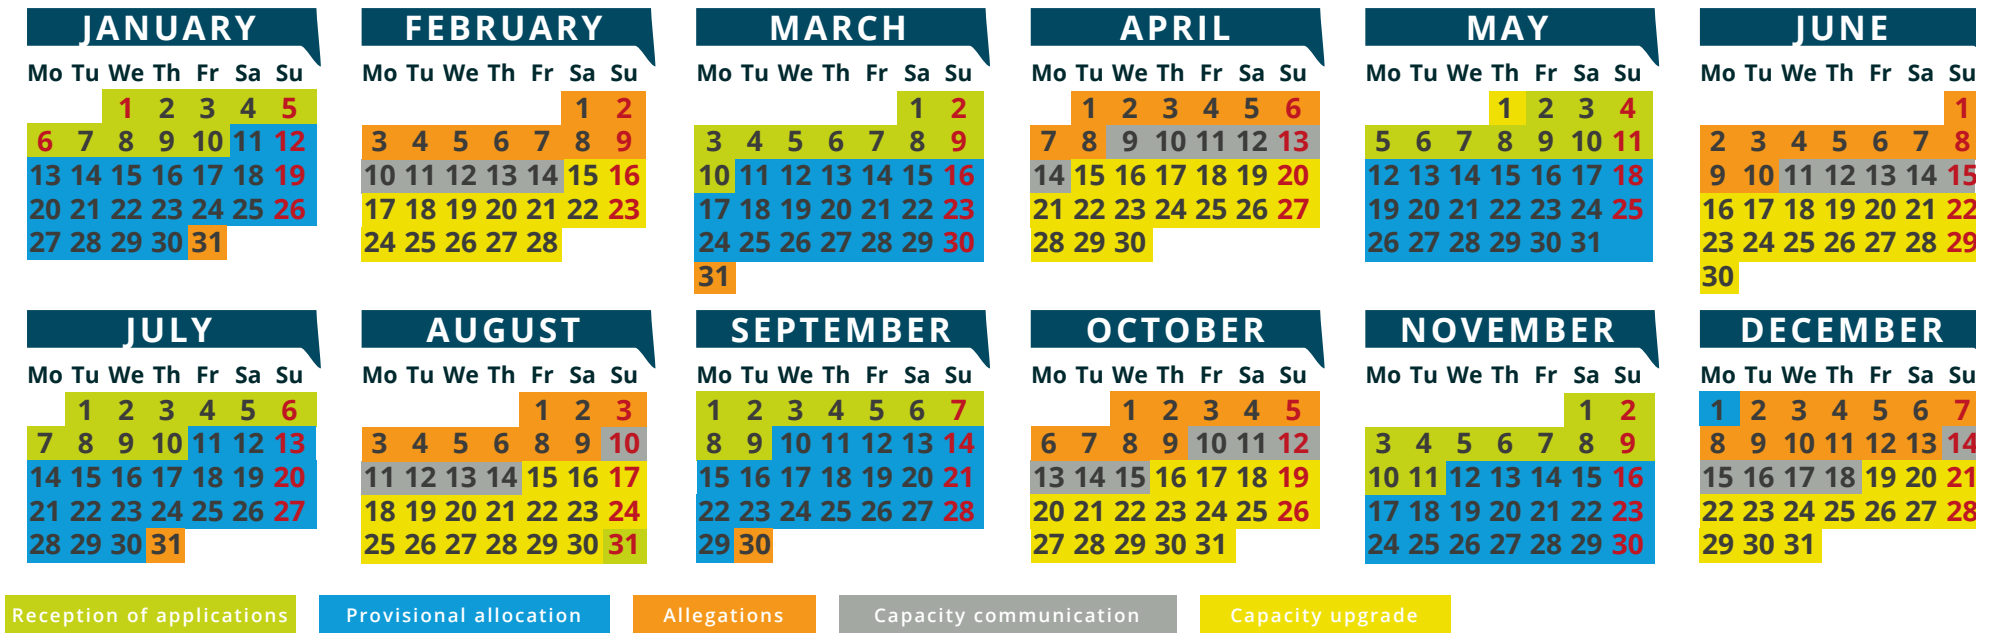 JANUARY
Mo Tu We Th Fr Sa Su
1 2 3 4 5
6 7 8 9 10 11 12
13 14 15 16 17 18 19
20 21 22 23 24 25 26
27 28 29 30 31
FEBRUARY
Mo Tu We Th Fr Sa Su
1 2
3 4 5 6 7 8 9
10 11 12 13 14 15 16
17 18 19 20 21 22 23
24 25 26 27 28
MARCH
Mo Tu We Th Fr Sa Su
1 2
3 4 5 6 7 8 9
10 11 12 13 14 15 16
17 18 19 20 21 22 23
24 25 26 27 28 29 30
31
APRIL
Mo Tu We Th Fr Sa Su
1 2 3 4 5 6
7 8 9 10 11 12 13
14 15 16 17 18 19 20
21 22 23 24 25 26 27
28 29 30
MAY
Mo Tu We Th Fr Sa Su
1 2 3 4
5 6 7 8 9 10 11
12 13 14 15 16 17 18
19 20 21 22 23 24 25
26 27 28 29 30 31
JUNE
Mo Tu We Th Fr Sa Su
1
2 3 4 5 6 7 8
9 10 11 12 13 14 15
16 17 18 19 20 21 22
23 24 25 26 27 28 29
30
JULY
Mo Tu We Th Fr Sa Su
1 2 3 4 5 6
7 8 9 10 11 12 13
14 15 16 17 18 19 20
21 22 23 24 25 26 27
28 29 30 31
AUGUST
Mo Tu We Th Fr Sa Su
1 2 3
3 4 5 6 8 9 10
11 12 13 14 15 16 17
18 19 20 21 22 23 24
25 26 27 28 29 30 31
SEPTEMBER
Mo Tu We Th Fr Sa Su
1 2 3 4 5 6 7
8 9 10 11 12 13 14
15 16 17 18 19 20 21
22 23 24 25 26 27 28
29 30
OCTOBER
Mo Tu We Th Fr Sa Su
1 2 3 4 5
6 7 8 9 10 11 12
13 14 15 16 17 18 19
20 21 22 23 24 25 26
27 28 29 30 31
NOVEMBER
Mo Tu We Th Fr Sa Su
1 2
3 4 5 6 7 8 9
10 11 12 13 14 15 16
17 18 19 20 21 22 23
24 25 26 27 28 29 30
DECEMBER
Mo Tu We Th Fr Sa Su
1 2 3 4 5 6 7
8 9 10 11 12 13 14
15 16 17 18 19 20 21
22 23 24 25 26 27 28
29 30 31
Reception of applications
Provisional allocation
Allegations
Capacity communication
Capacity upgrade